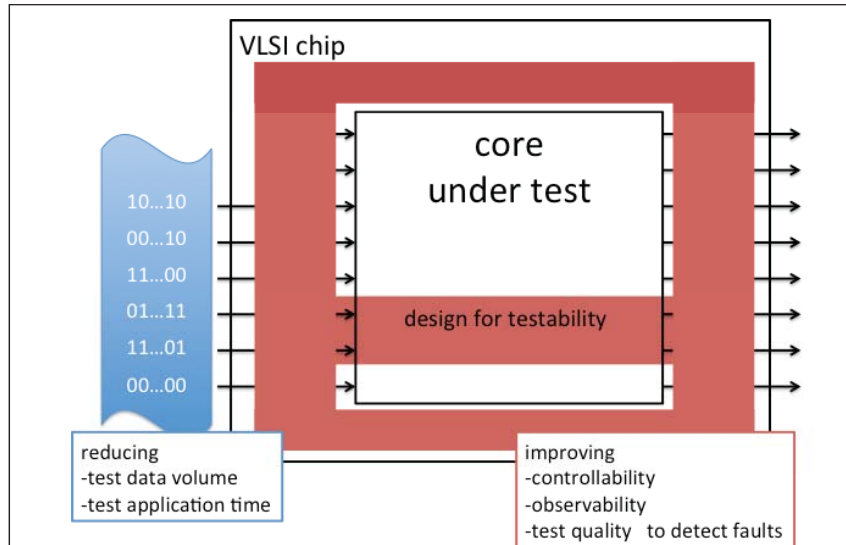 VLSI chip
core
under test
10...10
00...10
11...00
01...11
11...01
00...00
design for testability
reducing
-test data volume
-test application time
improving
-controllability
-observability
-test quality to detect faults